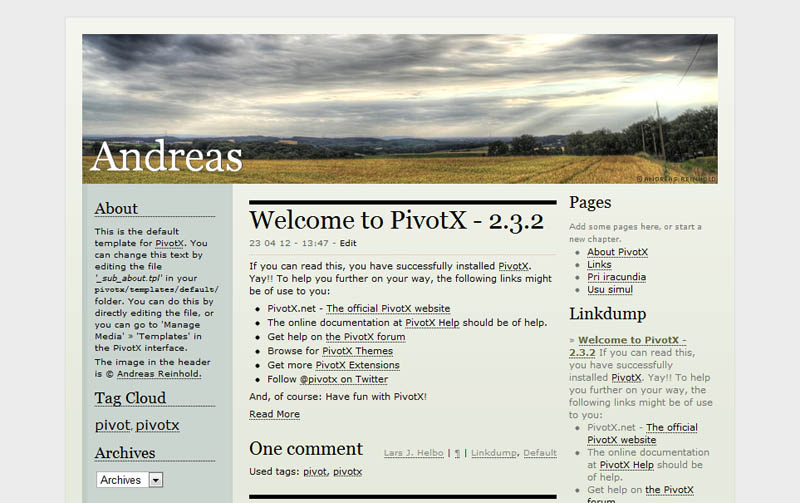 © ANDREAS REINHOLD
Andreas
About
This is the default
template for PivotX. You
can change this text by
editing the file
'_sub_about.tpl' in your
pivotx/templates/default/
folder. You can do this by
directly editing the file, or
you can go to 'Manage
Media' » 'Templates' in
the PivotX interface.
The image in the header
is © Andreas Reinhold.
Tag Cloud
pivot, pivotx
Archives
Archives
Welcome to PivotX - 2.3.2
23 04 12 - 13:47 - Edit
If you can read this, you have successfully installed PivotX.
Yay!! To help you further on your way, the following links might
be of use to you:
PivotX.net - The official PivotX website
The online documentation at PivotX Help should be of help.
Get help on the PivotX forum
Browse for PivotX Themes
Get more PivotX Extensions
Follow @pivotx on Twitter
And, of course: Have fun with PivotX!
Read More
One comment
Lars J. Helbo | ¶ | Linkdump, Default
Used tags: pivot, pivotx
Pages
Add some pages here, or start a
new chapter.
About PivotX
Links
Pri iracundia
Usu simul
Linkdump
» Welcome to PivotX -
2.3.2 If you can read this,
you have successfully
installed PivotX. Yay!! To help
you further on your way, the
following links might be of use
to you:
PivotX.net - The official
PivotX website
The online documentation
at PivotX Help should be
of help.
Get help on the PivotX
forum